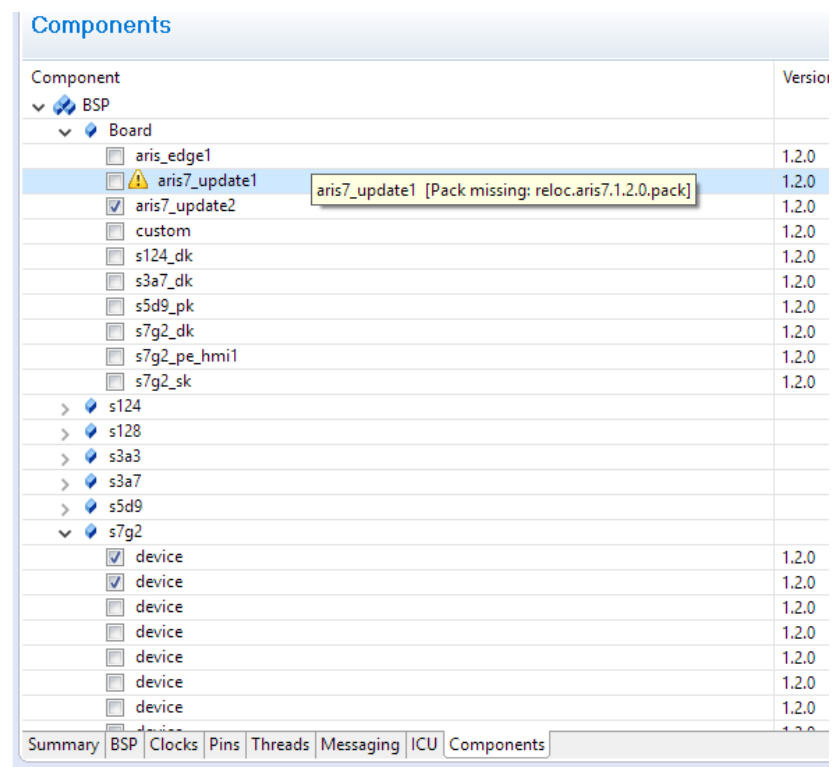 Components
Component Version
BSP
Board
aris_edge1 1.2.0
aris7_update1 1.2.0
aris7_update1 [Pack missing: reloc.aris7.1.2.0.pack]
aris7_update2 1.2.0
custom 1.2.0
s124_dk 1.2.0
s3a7_dk 1.2.0
s5d9_pk 1.2.0
s7g2_dk 1.2.0
s7g2_pe_hmi1 1.2.0
s7g2_sk 1.2.0
s124
s128
s3a3
s3a7
s5d9
s7g2
device 1.2.0
device 1.2.0
device 1.2.0
device 1.2.0
device 1.2.0
device 1.2.0
device 1.2.0
Summary BSP Clocks Pins Threads Messaging ICU Components